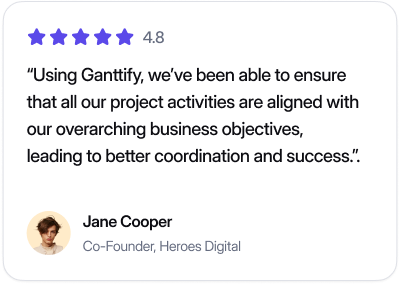 4.8
“Using Ganttify, we’ve been able to ensure
that all our project activities are aligned with
our overarching business objectives,
leading to better coordination and success.”.
Jane Cooper
Co-Founder, Heroes Digital